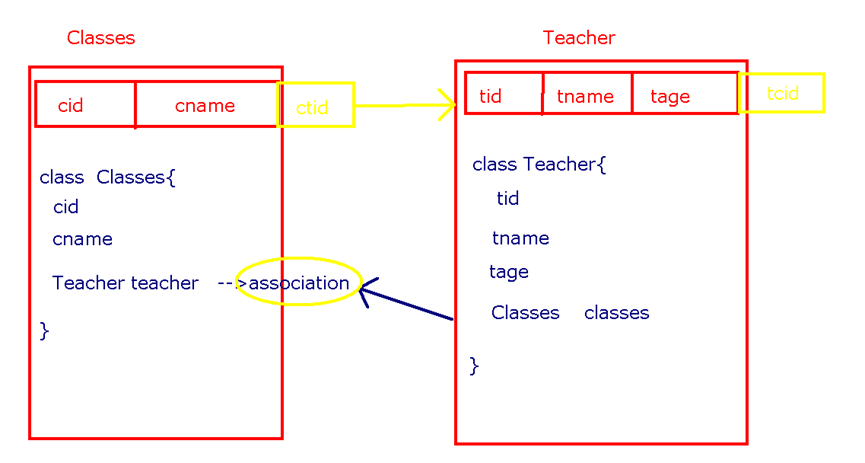 Classes
cid cname ctid
class Classes{
cid
cname
Teacher teacher -->association
}
Teacher
tid tname tage tcid
class Teacher{
tid
tname
tage
Classes classes
}